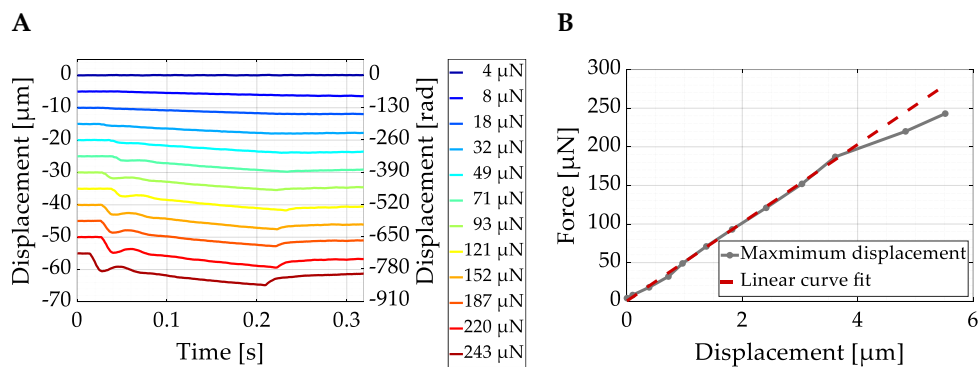 A
B
Displacement [µm]
0
-10
-20
-30
-40
-50
-60
-70
0
0.1
0.2
0.3
Time [s]
0
-130
-260
-390
-520
-650
-780
-910
Displacement [rad]
4 µN
8 µN
18 µN
32 µN
49 µN
71 µN
93 µN
121 µN
152 µN
187 µN
220 µN
243 µN
Force [µN]
300
250
200
150
100
50
0
0
2
4
6
Displacement [µm]
Maxmimum displacement
Linear curve fit